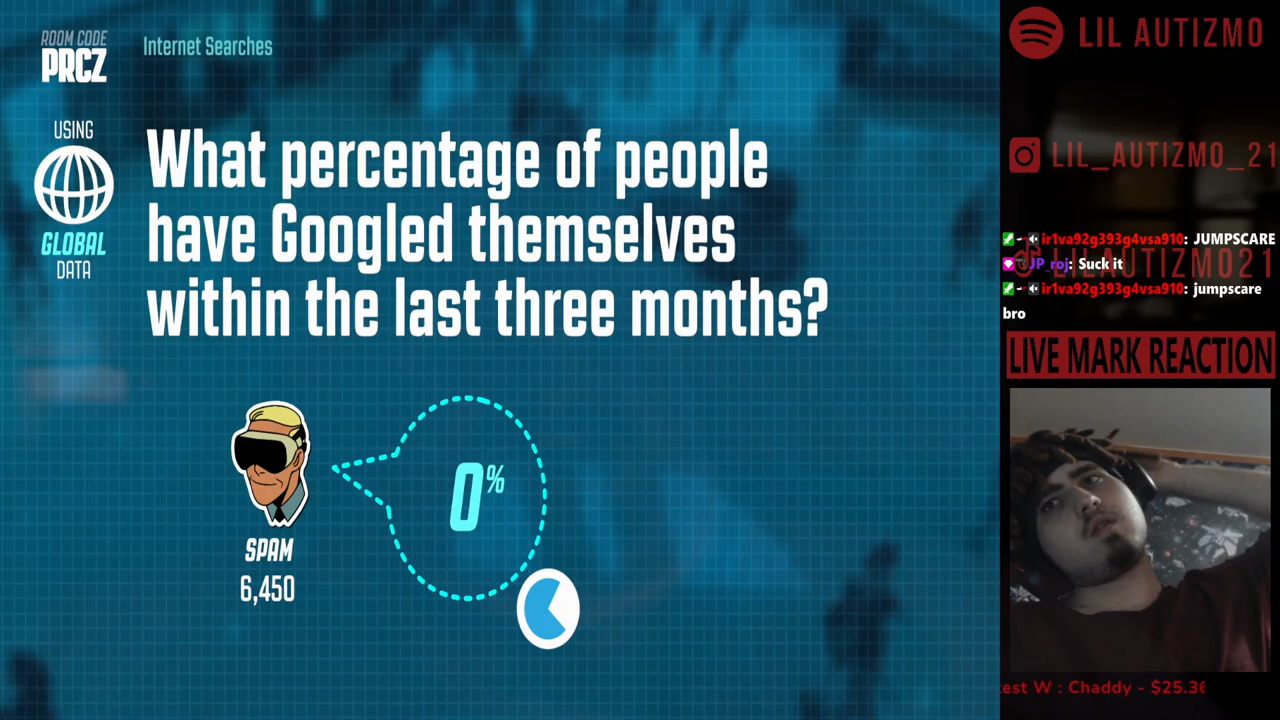 ROOM CODE
PRCZ
Internet Searches
USING
GLOBAL
DATA
What percentage of people
have Googled themselves
within the last three months?
0%
SPAM
6,450
LIL AUTIZMO
LIL_AUTIZMO_21
LILAUTIZMO21
ir1va92g393g4vsa910: JUMPSCARE
JP_roj: Suck it
ir1va92g393g4vsa910: jumpscare
bro
LIVE MARK REACTION
est W : Chaddy - $25.36